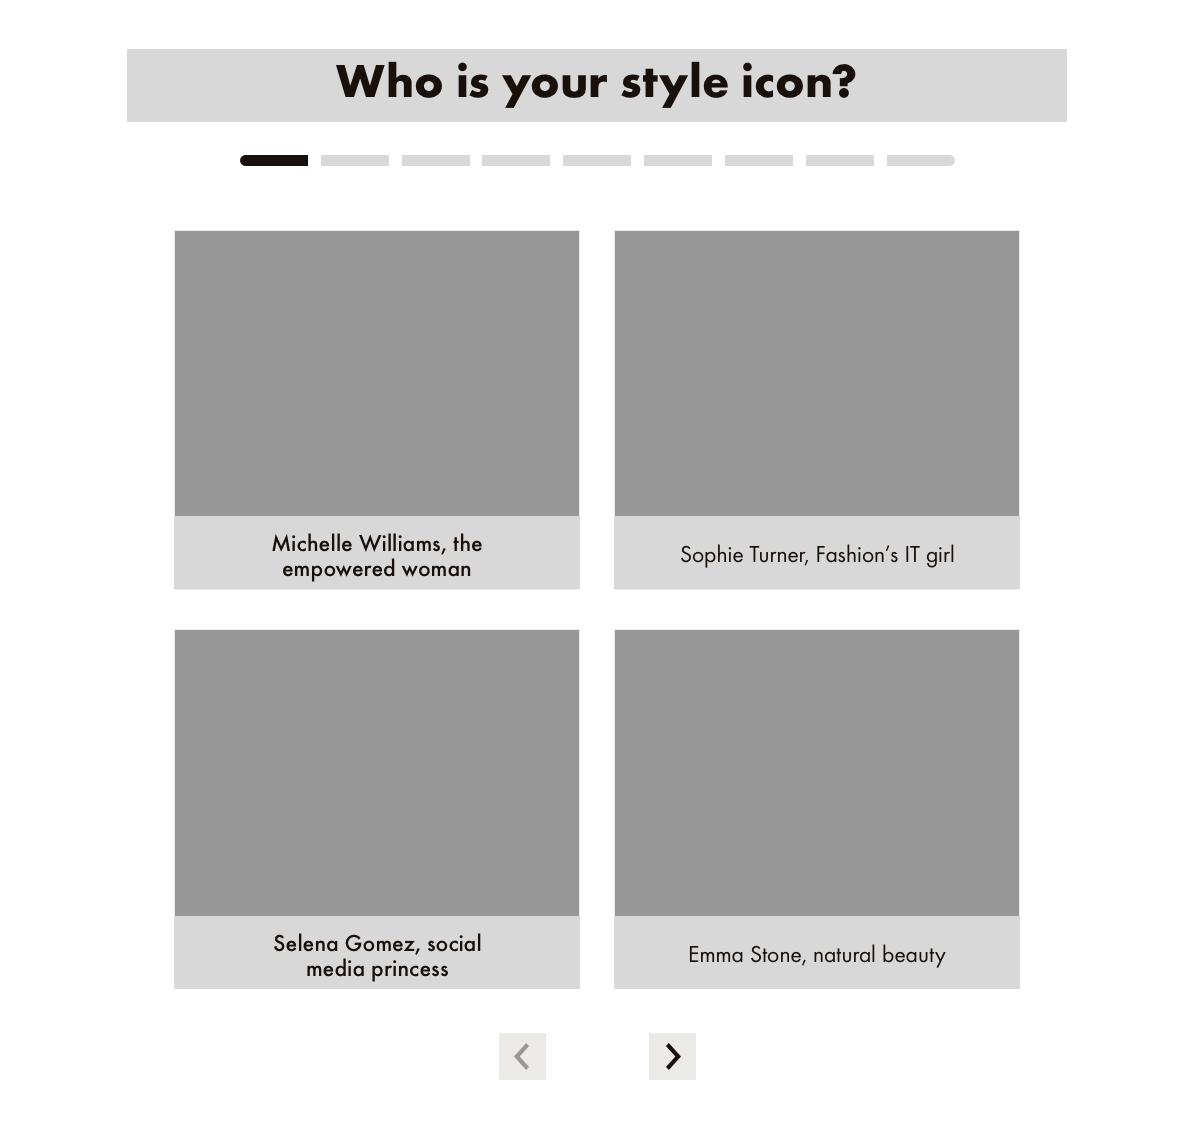 Who is your style icon?
Michelle Williams, the
empowered woman
Sophie Turner, Fashion’s IT girl
Selena Gomez, social
media princess
Emma Stone, natural beauty